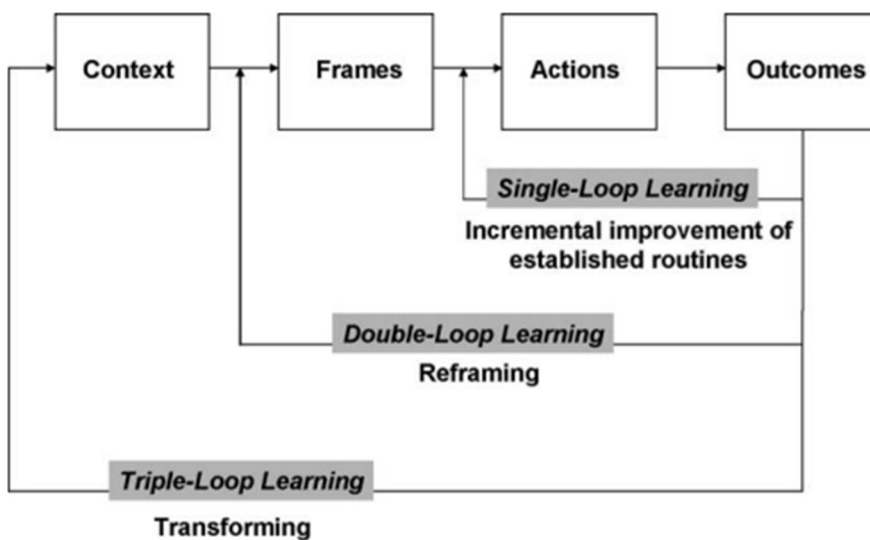 Context
Frames
Actions
Outcomes
Single-Loop Learning
Incremental improvement of
established routines
Double-Loop Learning
Reframing
Triple-Loop Learning
Transforming